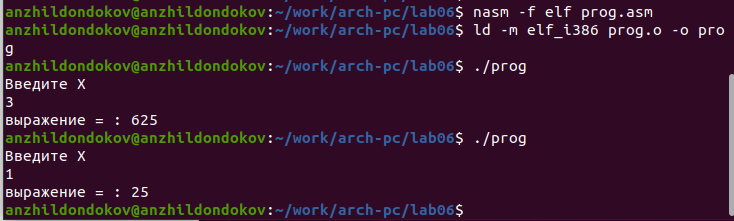 anzhildondokov@anzhildondokov:~/work/arch-pc/lab06$ nasm -f elf prog.asm
anzhildondokov@anzhildondokov:~/work/arch-pc/lab06$ ld -m elf_i386 prog.o -o pro
g
anzhildondokov@anzhildondokov:~/work/arch-pc/lab06$ ./prog
Введите X
3
выражение = : 625
anzhildondokov@anzhildondokov:~/work/arch-pc/lab06$ ./prog
Введите X
1
выражение = : 25
anzhildondokov@anzhildondokov:~/work/arch-pc/lab06$